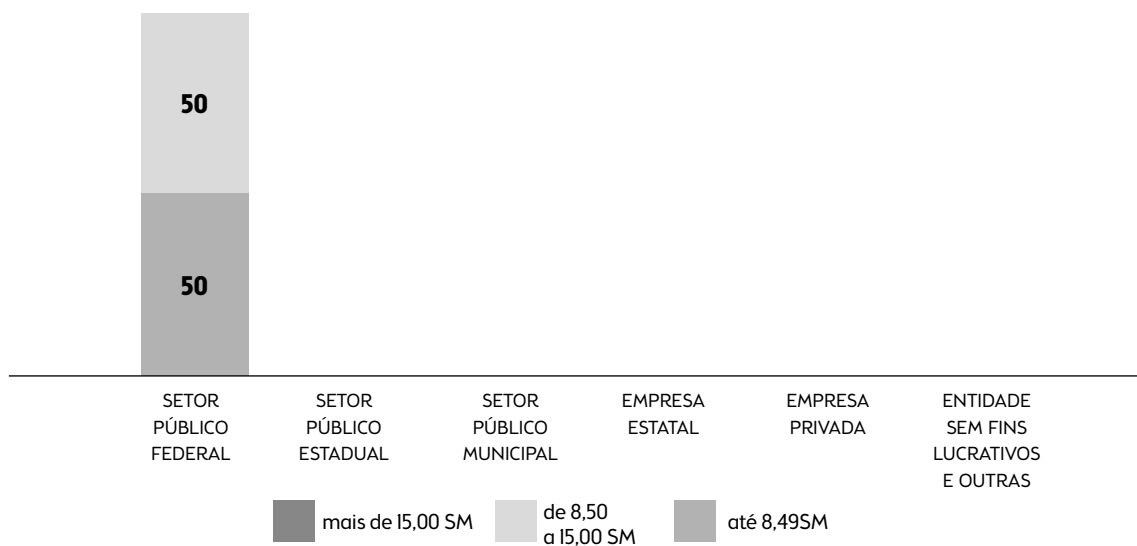 50
50
SETOR
PÚBLICO
FEDERAL
SETOR
PÚBLICO
ESTADUAL
SETOR
PÚBLICO
MUNICIPAL
EMPRESA
ESTATAL
EMPRESA
PRIVADA
ENTIDADE
SEM FINS
LUCRATIVOS
E OUTRAS
mais de 15,00 SM
de 8,50
a 15,00 SM
até 8,49SM